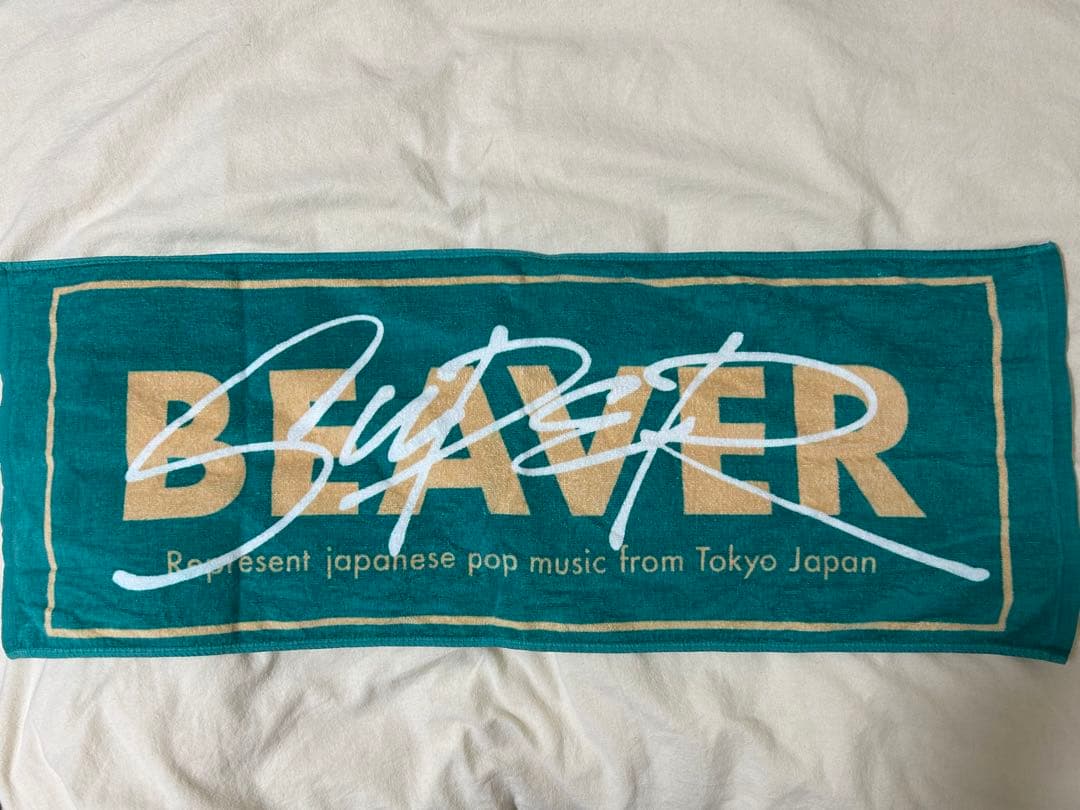 SUPER
BEAVER
Represent japanese pop music from Tokyo Japan